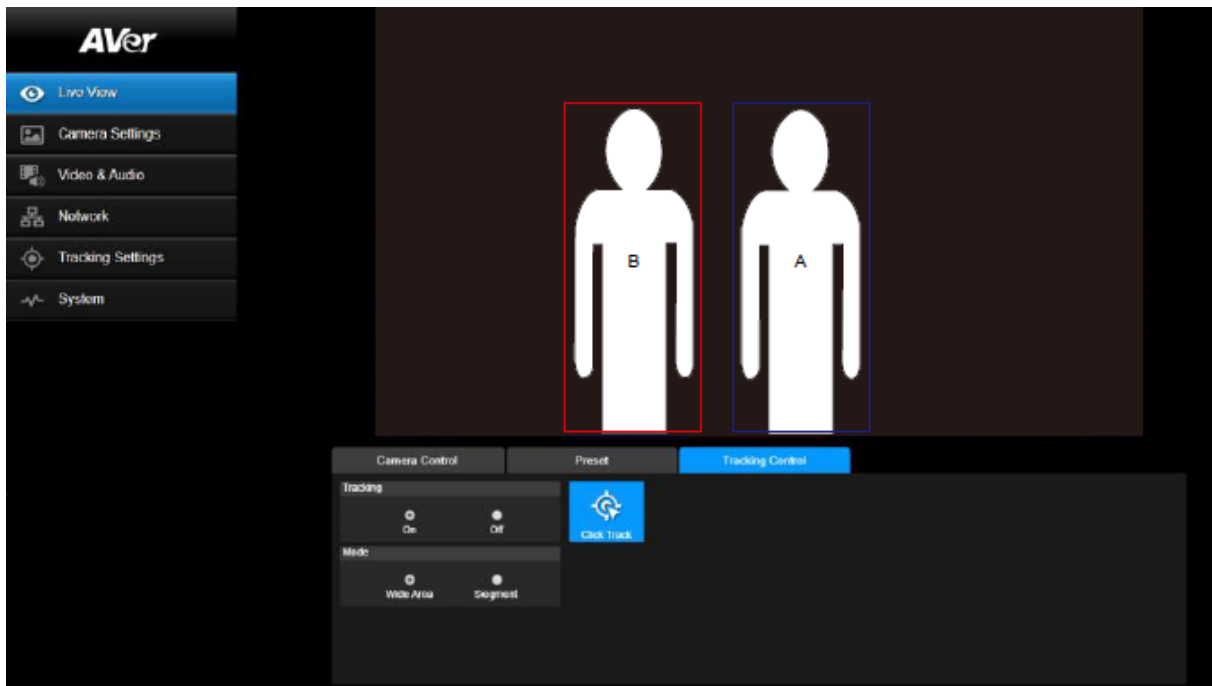 AVer
Live View
Camera Settings
Video & Audio
Network
Tracking Settings
System
B
A
Camera Control
Preset
Tracking Control
Tracking
On
Off
Click Track
Mode
Wide Area
Segment